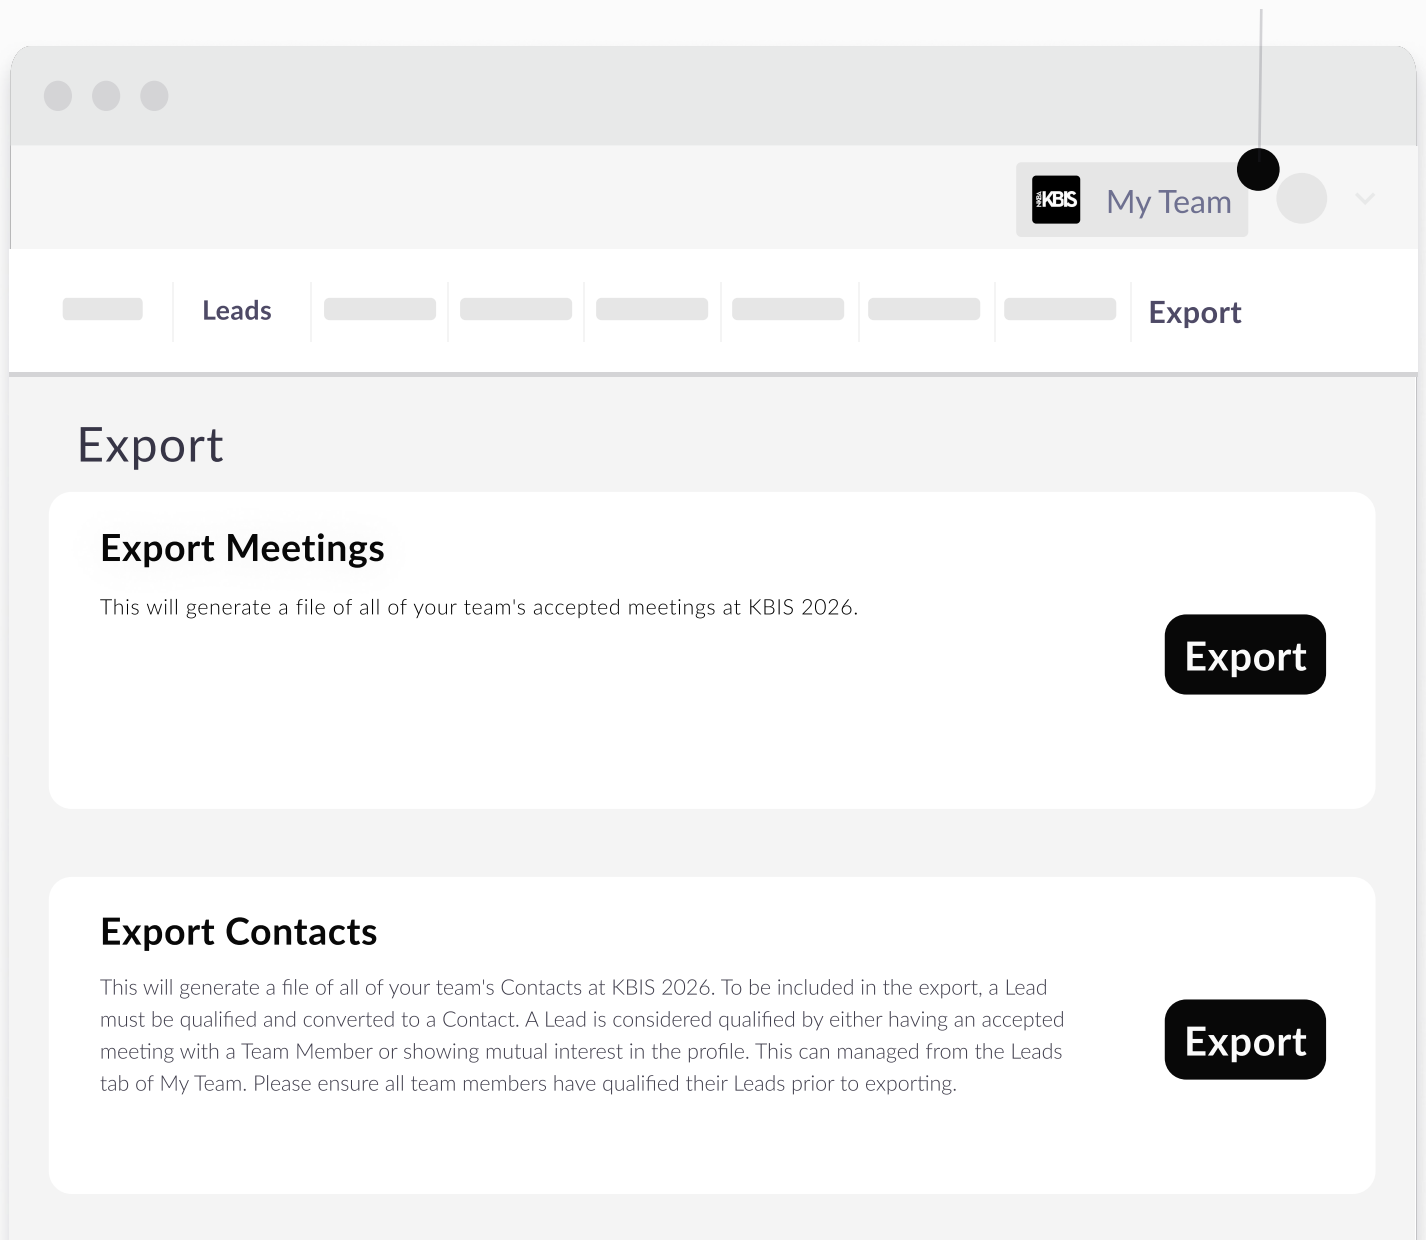 NKBA KBIS
My Team
Leads
Export
Export
Export Meetings
This will generate a file of all of your team's accepted meetings at KBIS 2026.
Export
Export Contacts
This will generate a file of all of your team's Contacts at KBIS 2026. To be included in the export, a Lead
must be qualified and converted to a Contact. A Lead is considered qualified by either having an accepted
meeting with a Team Member or showing mutual interest in the profile. This can managed from the Leads
tab of My Team. Please ensure all team members have qualified their Leads prior to exporting.
Export